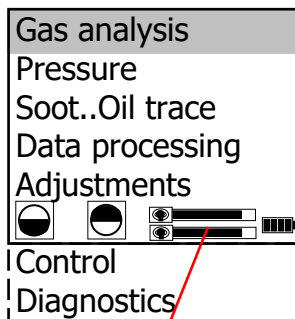 Gas analysis
Pressure
Soot..Oil trace
Data processing
Adjustments
Control
Diagnostics